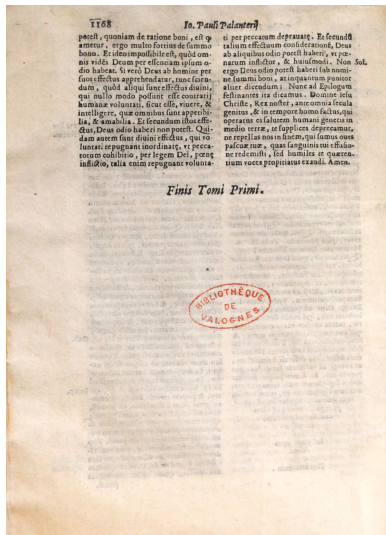 1168 Io. Pauli Palanterij
potest, quoniam de ratione boni, est q̃
ametur, ergo multo fortius de summo
bono. Et ideo impossibile est, quòd om
nis vidēs Deum per essentiam ipsum o-
dio habeat. Si verò Deus ab homine per
suos effectus apprehendatur, tunc secun-
dum, quòd aliqui sunt effectus diuini,
qui nullo modo possunt esse contrarij
humanæ voluntati, sicut esse, viuere, &
intelligere, quæ omnibus sunt appetibi-
lia, & amabilia. Et secundum istos effe-
ctus, Deus odio haberi non potest. Qui-
dam autem sunt diuini effectus, qui vo
luntati repugnant inordinatę, vt pecca-
torum cohibitio, per legem Dei, pœnę
inflictio, talia enim repugnant volunta-
ti per peccatum deprauatę. Et secundū
talium effectuum considerationē, Deus
ab aliquibus odio potest haberi, vt pœ-
narum inflictor, & huiusmodi. Non Sol.
ergo Deus odio potest haberi sub nomi-
ne summi boni, at inquantum punitor
aliter dicendum; Nunc ad Epilogum
festinantes ita dicamus. Domine Iesu
Christe, Rex noster, ante omnia secula
genitus, & in tempore homo factus, qui
operatus es salutem humani generis in
medio terræ, te supplices deprecamur,
ne repellas nos in finem, qui sumus oues
pascuæ tuæ, quas sanguinis tui effusio-
ne redemisti, sed humiles te quæren-
tium voces propitiatus exaudi. Amen.
Finis Tomi Primi.
BIBLIOTHÈQUE
DE
VALOGNES